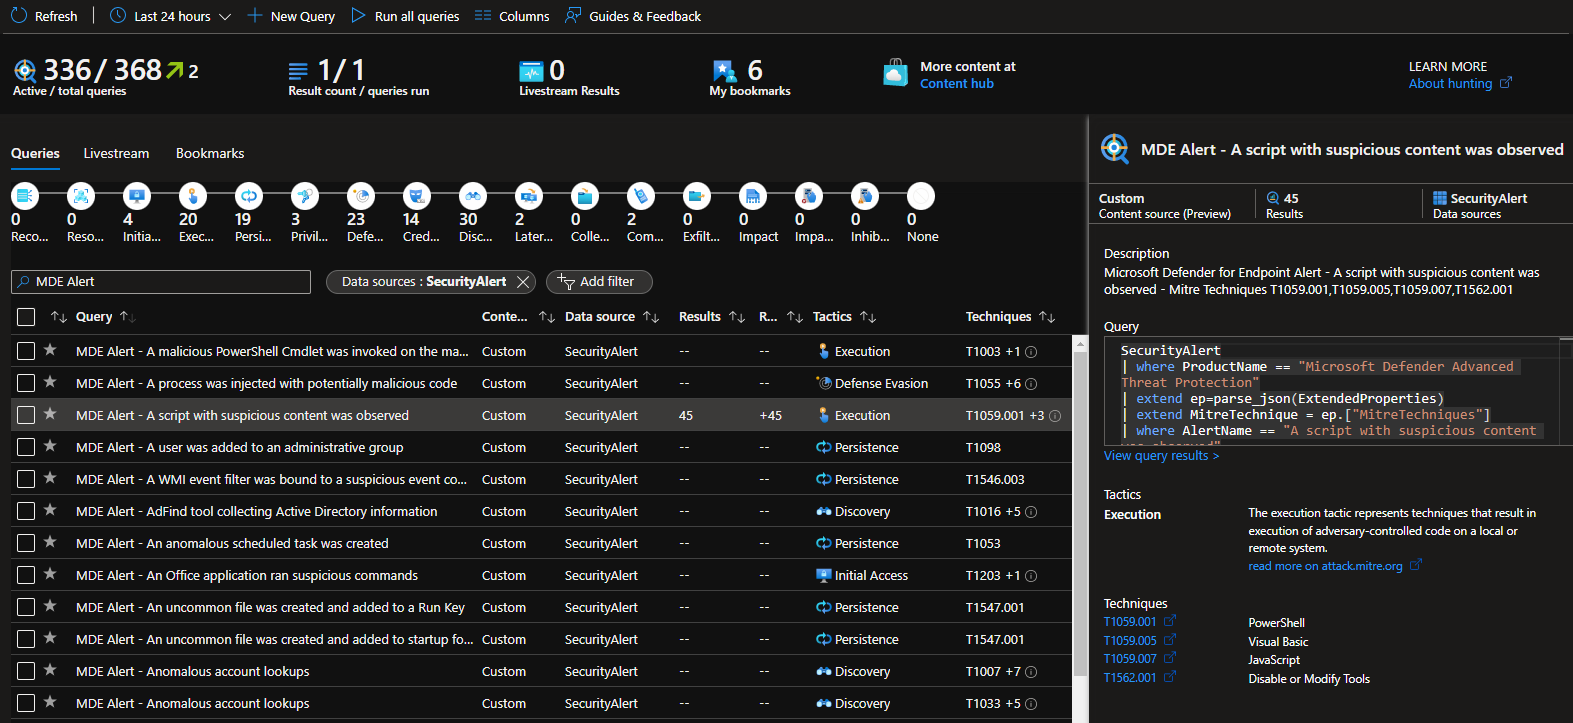 Refresh
Last 24 hours
New Query
Run all queries
Columns
Guides & Feedback
336/ 368 2
Active / total queries
1/ 1
Result count / queries run
0
Livestream Results
6
My bookmarks
More content at
Content hub
LEARN MORE
About hunting
Queries Livestream Bookmarks
0 0 4 20 19 3 23 14 30 2 0 2 0 0 0 0 0
Reco... Reso... Initia... Exec... Persi... Privil... Defe... Cred... Disc... Later... Colle... Com... Exfilt... Impact Impa... Inhib... None
MDE Alert
Data sources : SecurityAlert
Add filter
Query Conte... Data source Results R... Tactics Techniques
MDE Alert - A malicious PowerShell Cmdlet was invoked on the ma... Custom SecurityAlert -- -- Execution T1003 +1
MDE Alert - A process was injected with potentially malicious code Custom SecurityAlert -- -- Defense Evasion T1055 +6
MDE Alert - A script with suspicious content was observed Custom SecurityAlert 45 +45 Execution T1059.001 +3
MDE Alert - A user was added to an administrative group Custom SecurityAlert -- -- Persistence T1098
MDE Alert - A WMI event filter was bound to a suspicious event co... Custom SecurityAlert -- -- Persistence T1546.003
MDE Alert - AdFind tool collecting Active Directory information Custom SecurityAlert -- -- Discovery T1016 +5
MDE Alert - An anomalous scheduled task was created Custom SecurityAlert -- -- Persistence T1053
MDE Alert - An Office application ran suspicious commands Custom SecurityAlert -- -- Initial Access T1203 +1
MDE Alert - An uncommon file was created and added to a Run Key Custom SecurityAlert -- -- Persistence T1547.001
MDE Alert - An uncommon file was created and added to startup fo... Custom SecurityAlert -- -- Persistence T1547.001
MDE Alert - Anomalous account lookups Custom SecurityAlert -- -- Discovery T1007 +7
MDE Alert - Anomalous account lookups Custom SecurityAlert -- -- Discovery T1033 +5
MDE Alert - A script with suspicious content was observed
Custom
Content source (Preview)
45
Results
SecurityAlert
Data sources
Description
Microsoft Defender for Endpoint Alert - A script with suspicious content was
observed - Mitre Techniques T1059.001,T1059.005,T1059.007,T1562.001
Query
SecurityAlert
| where ProductName == "Microsoft Defender Advanced
Threat Protection"
| extend ep=parse_json(ExtendedProperties)
| extend MitreTechnique = ep.["MitreTechniques"]
| where AlertName == "A script with suspicious content
was observed"
View query results >
Tactics
Execution
The execution tactic represents techniques that result in
execution of adversary-controlled code on a local or
remote system.
read more on attack.mitre.org
Techniques
T1059.001 PowerShell
T1059.005 Visual Basic
T1059.007 JavaScript
T1562.001 Disable or Modify Tools